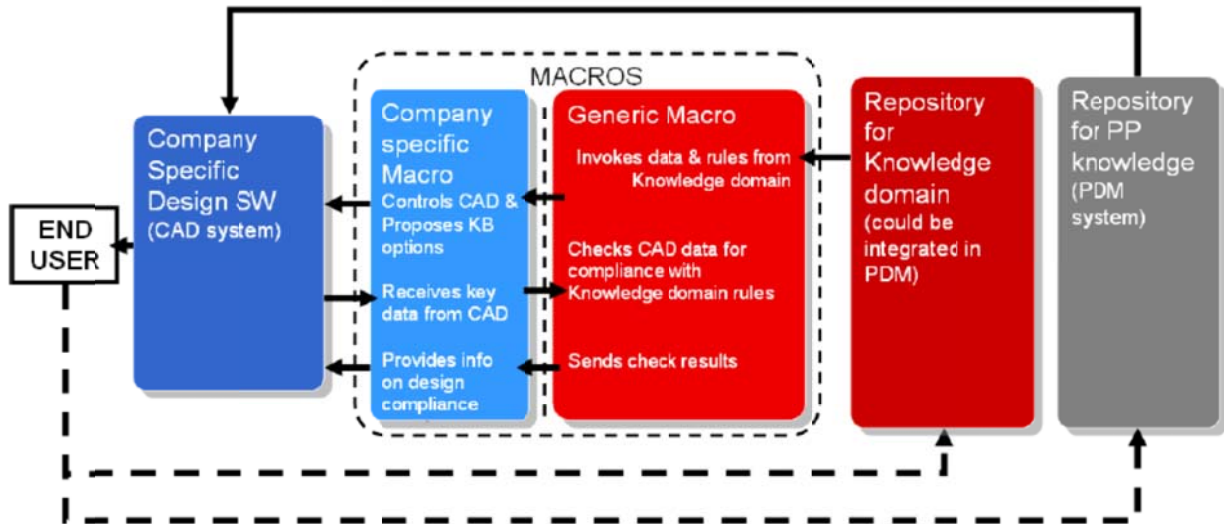 MACROS
END
USER
Company
Specific
Design SW
(CAD system)
Company
specific
Macro
Controls CAD &
Proposes KB
options
Receives key
data from CAD
Provides info
on design
compliance
Generic Macro
Invokes data & rules from
Knowledge domain
Checks CAD data for
compliance with
Knowledge domain rules
Sends check results
Repository
for
Knowledge
domain
(could be
integrated in
PDM)
Repository
for PP
knowledge
(PDM
system)